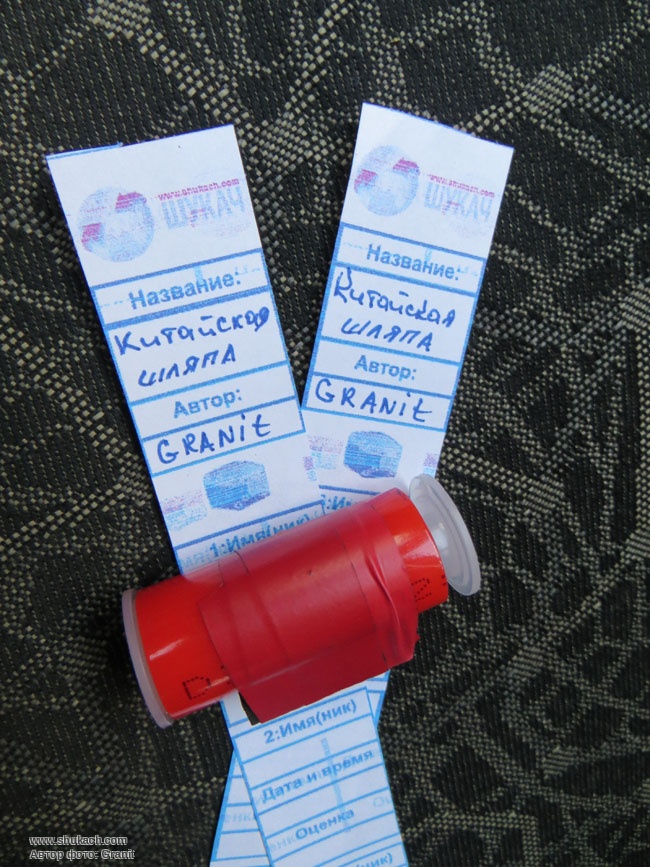 www.shukach.com
ШУКАЧ
Название:
Китайская
шляпа
Автор:
GRANit
1:Имя(ник)
www.shukach.com
ШУКАЧ
Название:
Китайская
шляпа
Автор:
GRANit
2:Имя(ник)
Дата и время
Оценка
www.shukach.com
Автор фото: Granit